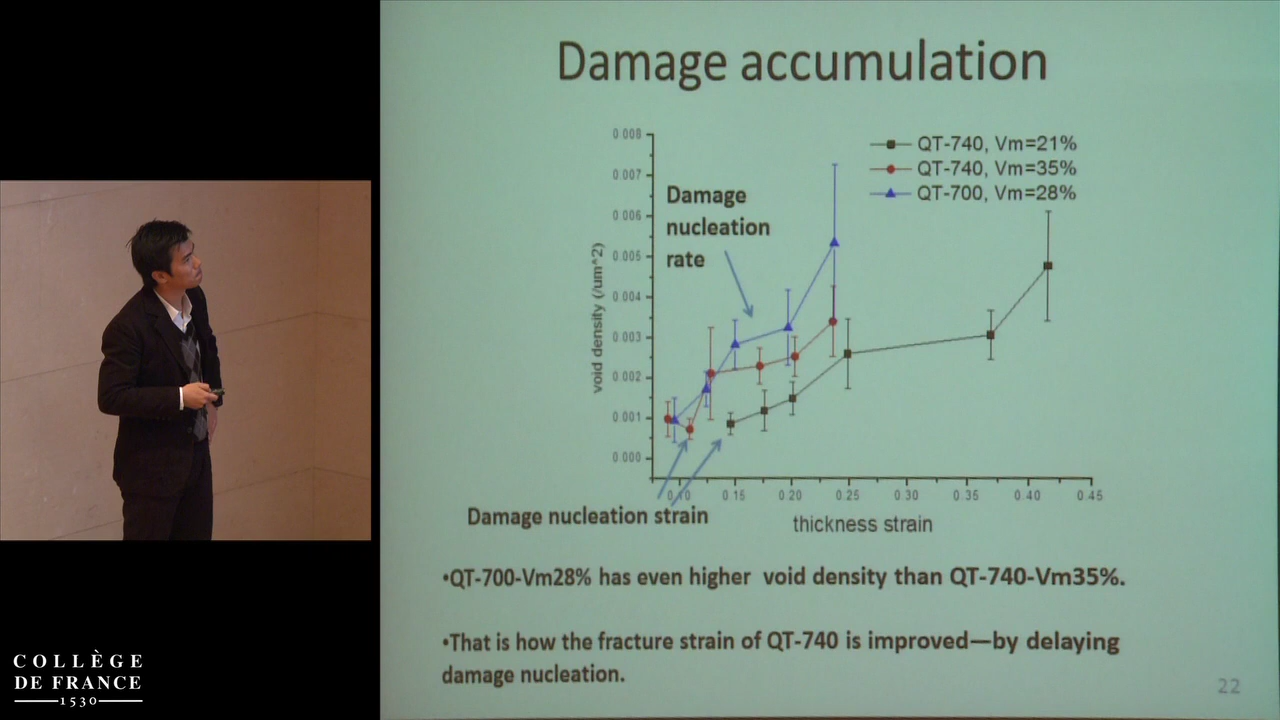 Damage accumulation
QT-740, Vm=21%
QT-740, Vm=35%
QT-700, Vm=28%
0.008
0.007
0.006
0.005
0.004
0.003
0.002
0.001
0.000
void density (/um^2)
Damage
nucleation
rate
0.10 0.15 0.20 0.25 0.30 0.35 0.40 0.45
thickness strain
Damage nucleation strain
•QT-700-Vm28% has even higher void density than QT-740-Vm35%.
•That is how the fracture strain of QT-740 is improved—by delaying
damage nucleation.
22
COLLÈGE
DE FRANCE
1530